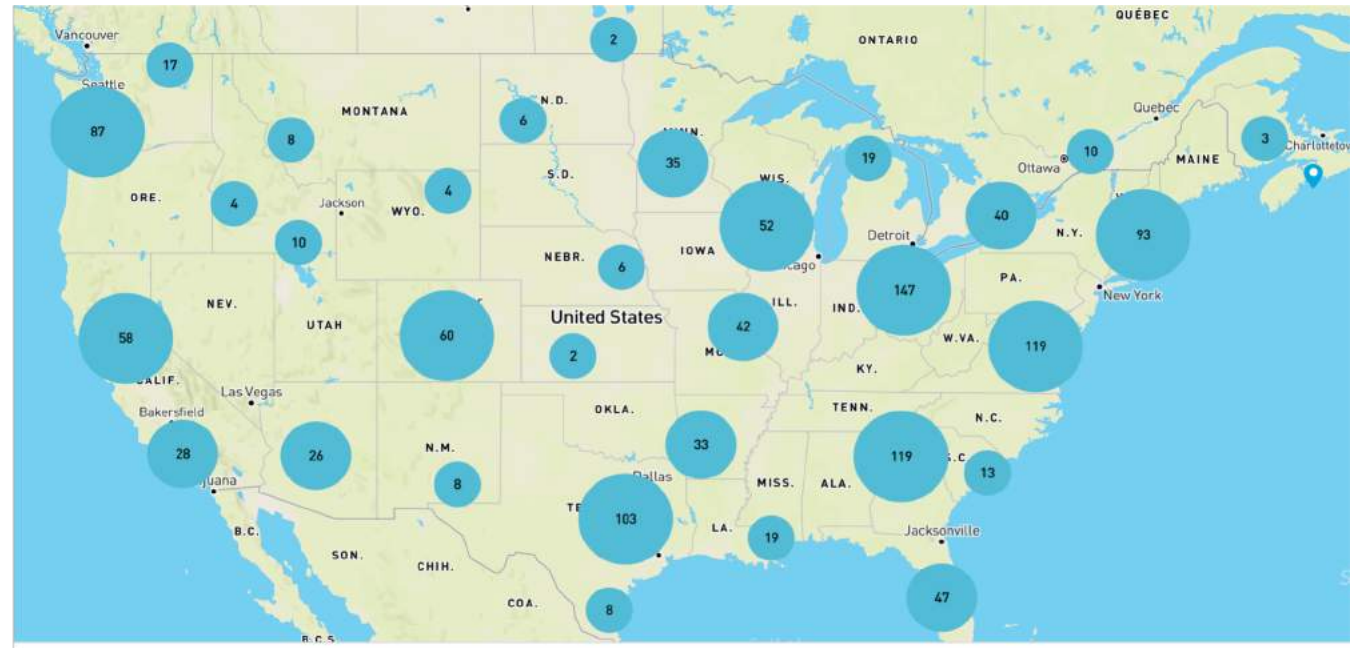 QUÉBEC
Vancouver
2
ONTARIO
17
Seattle
MONTANA
N.D.
Quebec
87
8
6
35
19
Ottawa
10
MAINE
3
Charlottetow
ORE.
4
Jackson
WYO.
4
S.D.
WIS.
52
40
N.Y.
93
10
Detroit
NEBR.
6
IOWA
PA.
New York
NEV.
UTAH
60
United States
2
42
ILL.
IND.
147
W.VA.
119
58
KY.
CALIF.
Las Vegas
Bakersfield
OKLA.
TENN.
N.C.
28
26
N.M.
33
119
8
Dallas
MISS.
ALA.
13
B.C.
103
LA.
19
Jacksonville
SON.
CHIH.
COA.
8
47
B.C.S.